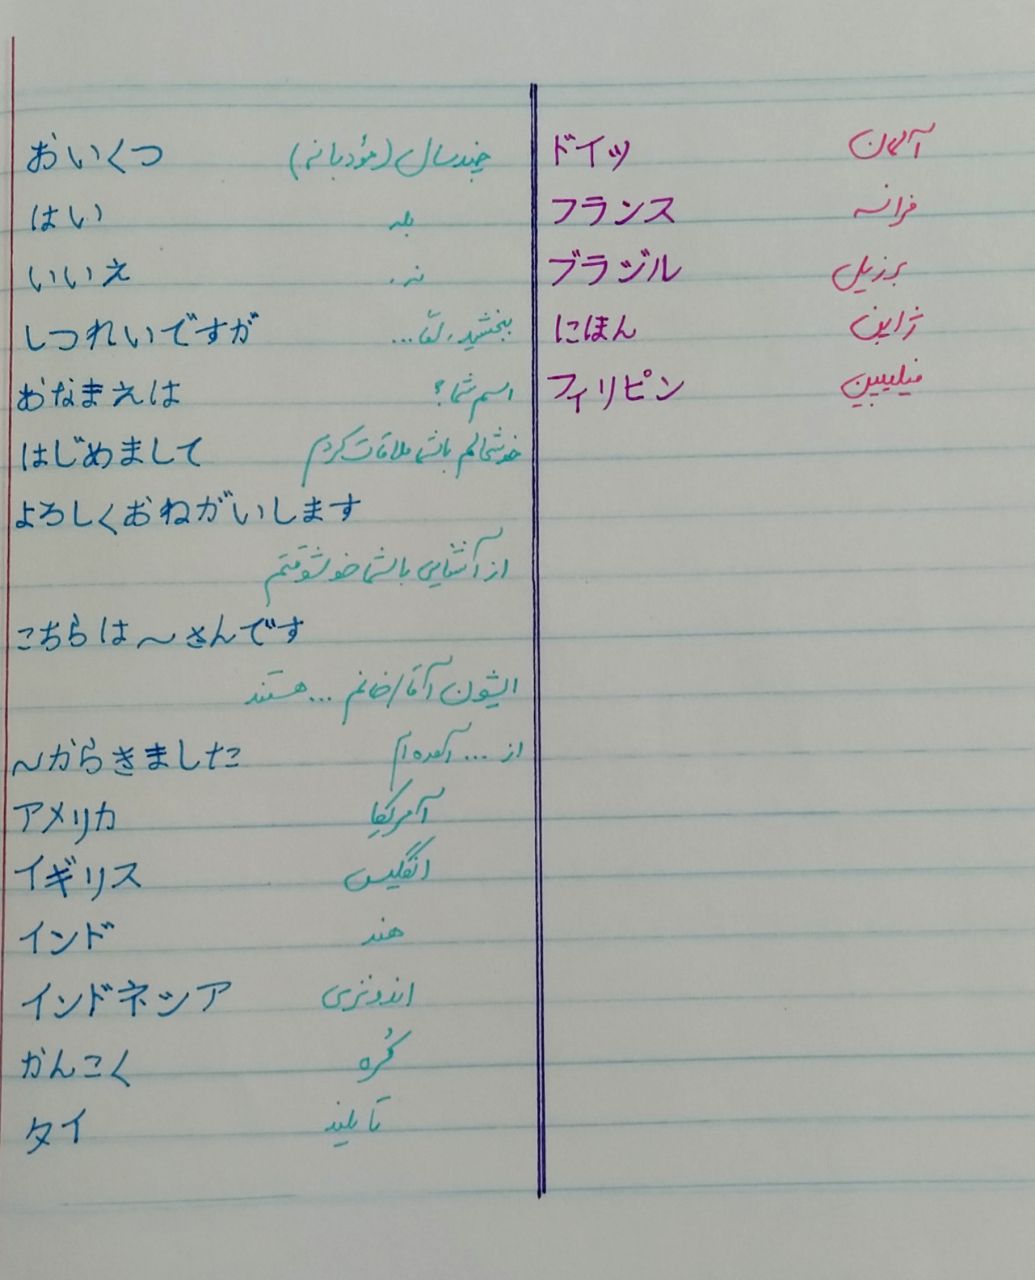 おいくつ چند سال (مؤدبانه)
はい بله
いいえ نه.
しつれいですが ببخشید، لقا...
おなまえは اسم شما؟
はじめまして خوشحالم باشما ملاقات کردم
よろしくおねがいします
از آشنایی باشما خوشوقتم
こちらは〜さんです
ایشون آقا/خانم ... هستند
〜からきました از ... آمده‌ام
アメリカ آمریکا
イギリス انگلیس
インド هند
インドネシア اندونزی
かんこく کُره
タイ تایلند
ドイツ آلمان
フランス فرانسه
ブラジル برزیل
にほん ژاپن
フィリピン فیلیپین